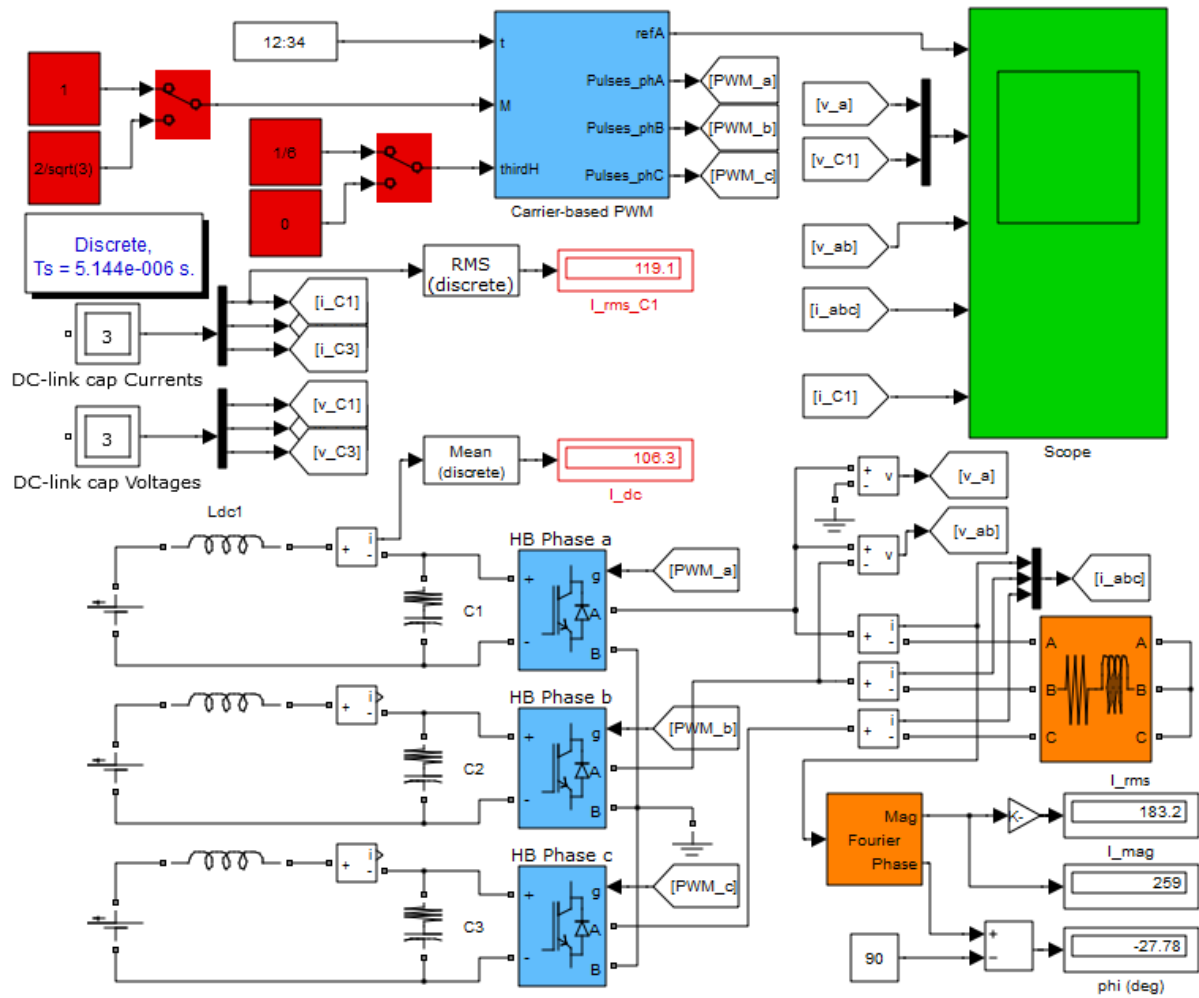 12:34
t
refA
1
M
Pulses_phA
[PWM_a]
Pulses_phB
[PWM_b]
2/sqrt(3)
1/6
thirdH
Pulses_phC
[PWM_c]
0
Carrier-based PWM
[v_a]
[v_C1]
[v_ab]
[i_abc]
[i_C1]
Scope
Discrete,
Ts = 5.144e-006 s.
RMS
(discrete)
119.1
I_rms_C1
[i_C1]
[i_C3]
3
DC-link cap Currents
[v_C1]
[v_C3]
3
DC-link cap Voltages
Mean
(discrete)
106.3
I_dc
+
-
v
[v_a]
+
-
v
[v_ab]
[i_abc]
Ldc1
+
i
-
C1
HB Phase a
+
-
g
A
B
[PWM_a]
+
i
-
+
i
-
+
i
-
A
B
C
A
B
C
+
i
-
C2
HB Phase b
+
-
g
A
B
[PWM_b]
+
i
-
C3
HB Phase c
+
-
g
A
B
[PWM_c]
Mag
Fourier
Phase
K-
I_rms
183.2
I_mag
259
90
+
−
-27.78
phi (deg)